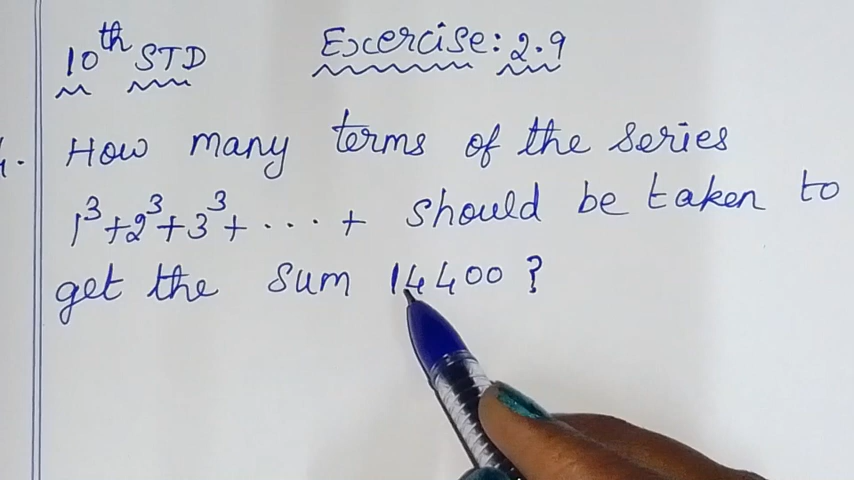 10th STD Excercise: 2.9
4. How many terms of the series
1³+2³+3³+ ... + should be taken to
get the sum 14400 ?